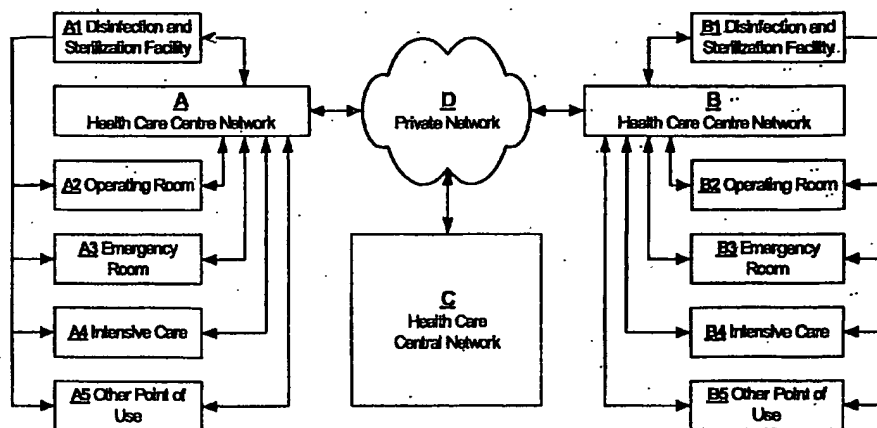 A1 Disinfection and
Sterilization Facility
A
Health Care Centre Network
A2 Operating Room
A3 Emergency
Room
A4 Intensive Care
A5 Other Point of
Use
D
Private Network
C
Health Care
Central Network
B1 Disinfection and
Sterilization Facility
B
Health Care Centre Network
B2 Operating Room
B3 Emergency
Room
B4 Intensive Care
B5 Other Point of
Use